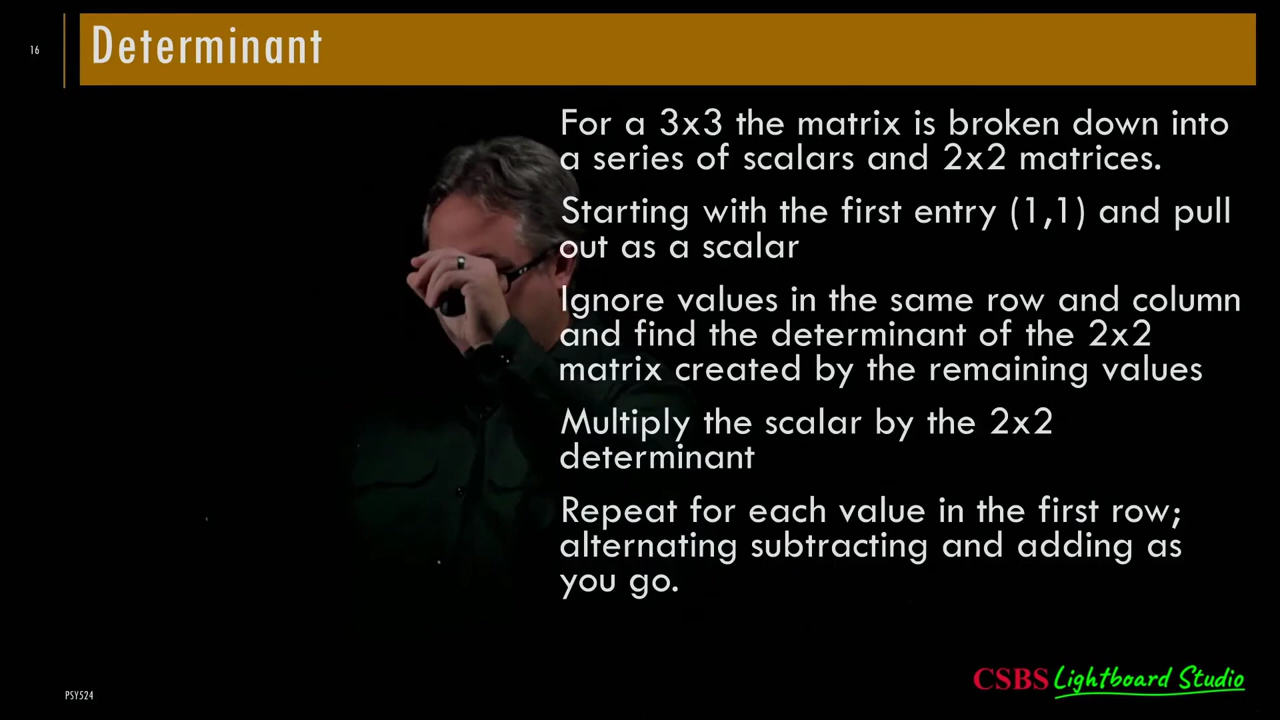 16
Determinant
For a 3x3 the matrix is broken down into
a series of scalars and 2x2 matrices.
Starting with the first entry (1,1) and pull
out as a scalar
Ignore values in the same row and column
and find the determinant of the 2x2
matrix created by the remaining values
Multiply the scalar by the 2x2
determinant
Repeat for each value in the first row;
alternating subtracting and adding as
you go.
PSY524
CSBS Lightboard Studio